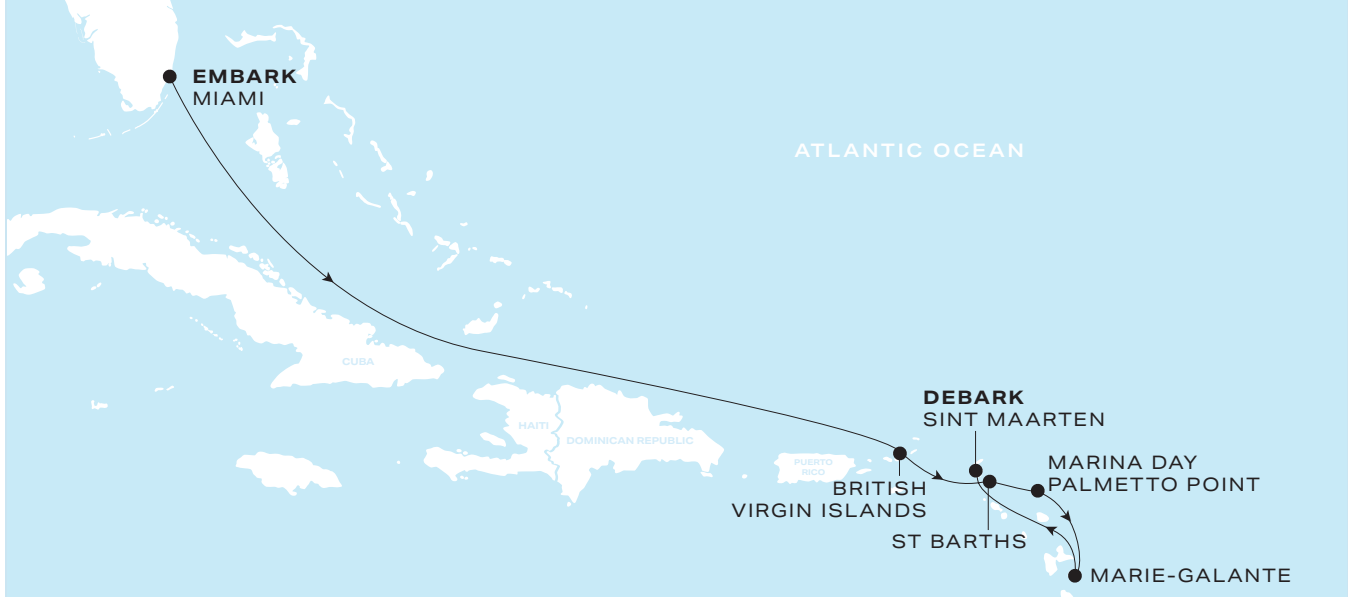 EMBARK
MIAMI
ATLANTIC OCEAN
CUBA
HAITI
DOMINICAN REPUBLIC
PUERTO
RICO
DEBARK
SINT MAARTEN
BRITISH
VIRGIN ISLANDS
ST BARTHS
MARINA DAY
PALMETTO POINT
MARIE-GALANTE